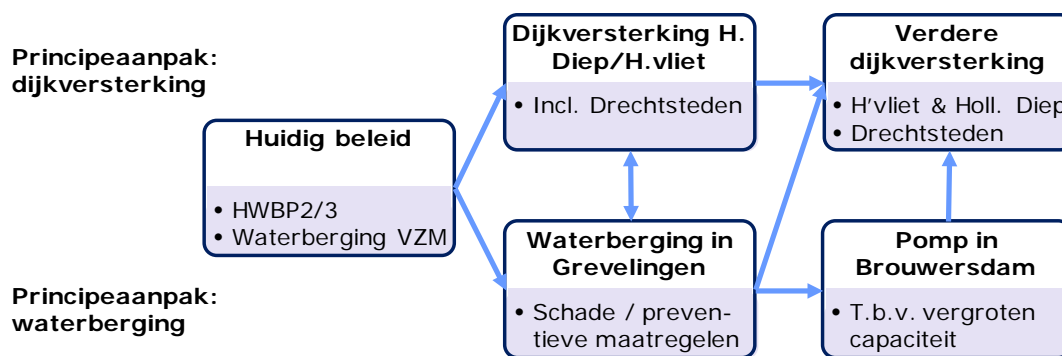 Principeaanpak:
dijkversterking
Dijkversterking H.
Diep/H.vliet
• Incl. Drechtsteden
Verdere
dijkversterking
• H'vliet & Holl. Diep
• Drechtsteden
Huidig beleid
• HWBP2/3
• Waterberging VZM
Principeaanpak:
waterberging
Waterberging in
Grevelingen
• Schade / preven-
tieve maatregelen
Pomp in
Brouwersdam
• T.b.v. vergroten
capaciteit